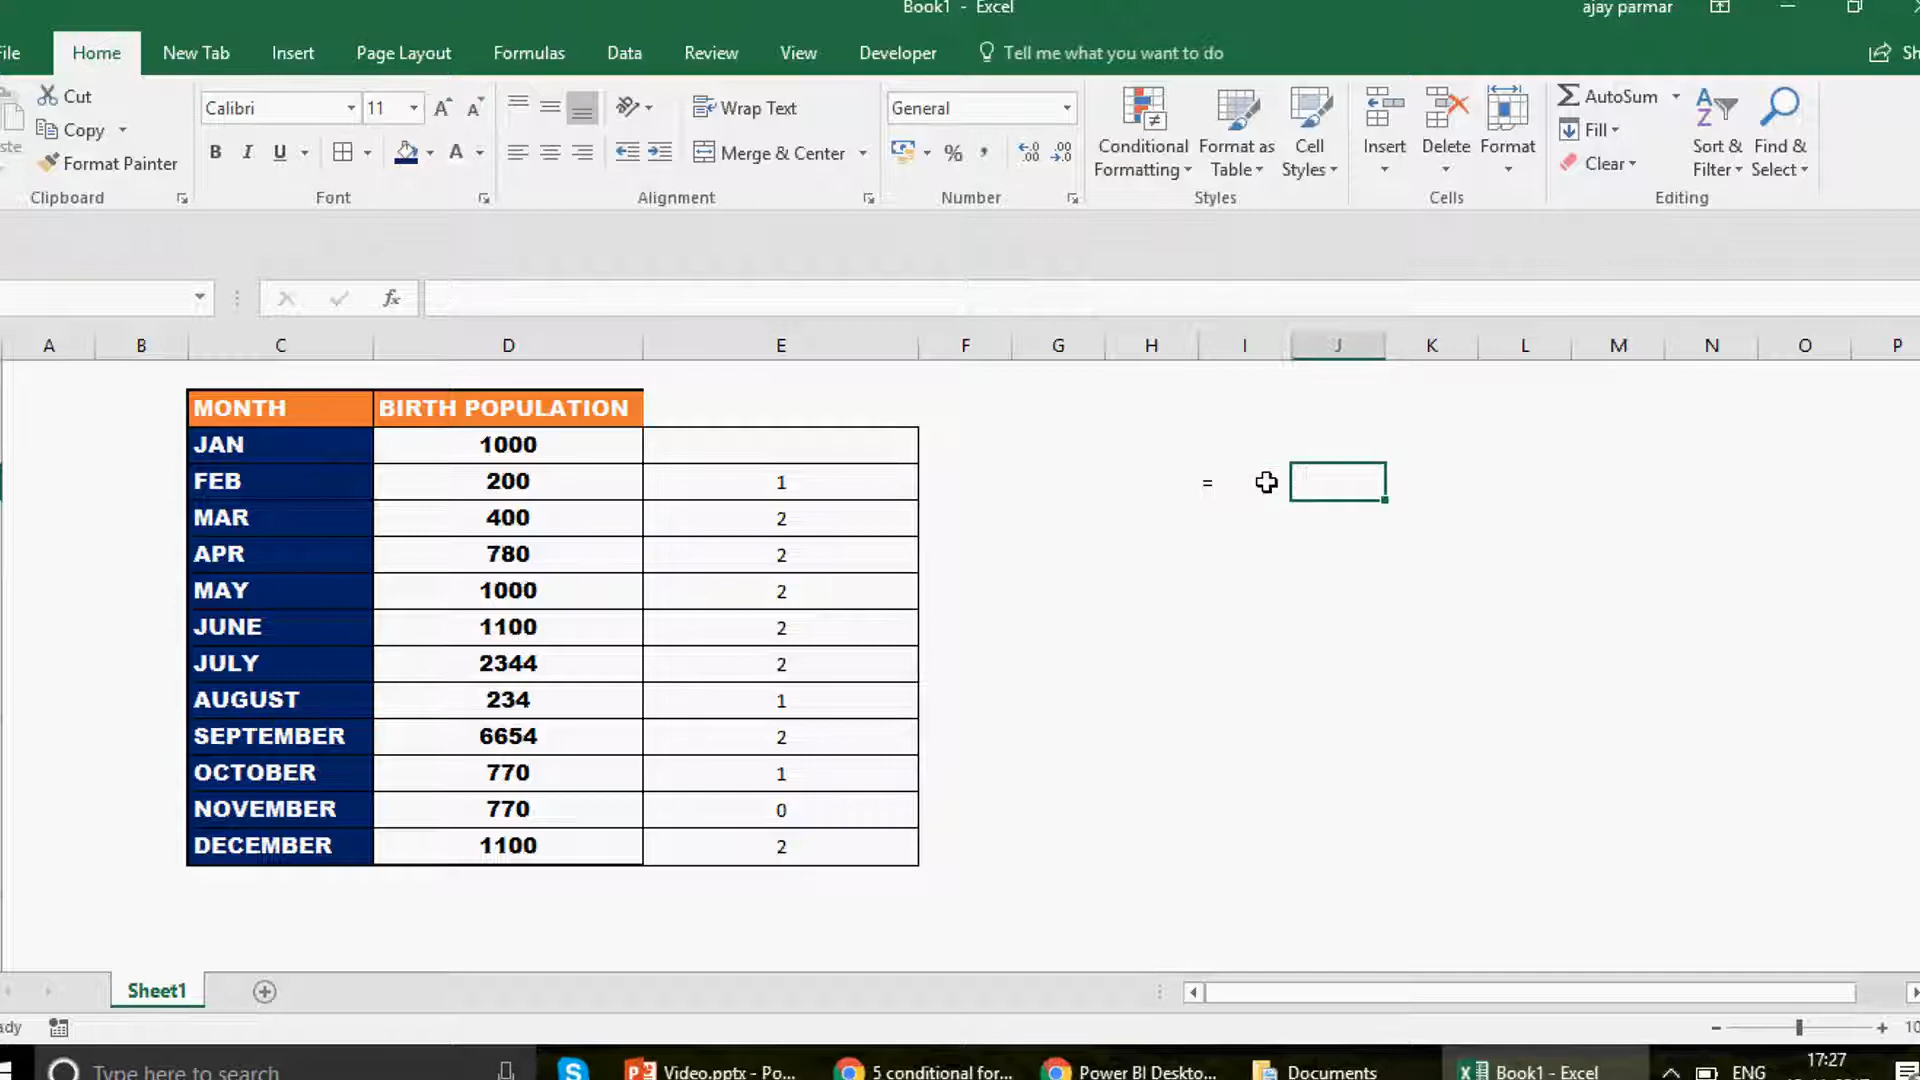 Book1 - Excel
ajay parmar
File Home New Tab Insert Page Layout Formulas Data Review View Developer Tell me what you want to do
Cut
Copy
Format Painter
Clipboard
Calibri 11
B I U A
Font
Wrap Text
Merge & Center
Alignment
General
% ,
Number
Conditional Formatting
Format as Table
Cell Styles
Styles
Insert
Delete
Format
Cells
AutoSum
Fill
Clear
Sort & Filter
Find & Select
Editing
fx
A B C D E F G H I J K L M N O P
MONTH BIRTH POPULATION
JAN 1000
FEB 200 1 =
MAR 400 2
APR 780 2
MAY 1000 2
JUNE 1100 2
JULY 2344 2
AUGUST 234 1
SEPTEMBER 6654 2
OCTOBER 770 1
NOVEMBER 770 0
DECEMBER 1100 2
Sheet1
Type here to search
Video.pptx - Po...
5 conditional for...
Power BI Deskto...
Documents
Book1 - Excel
ENG
17:27